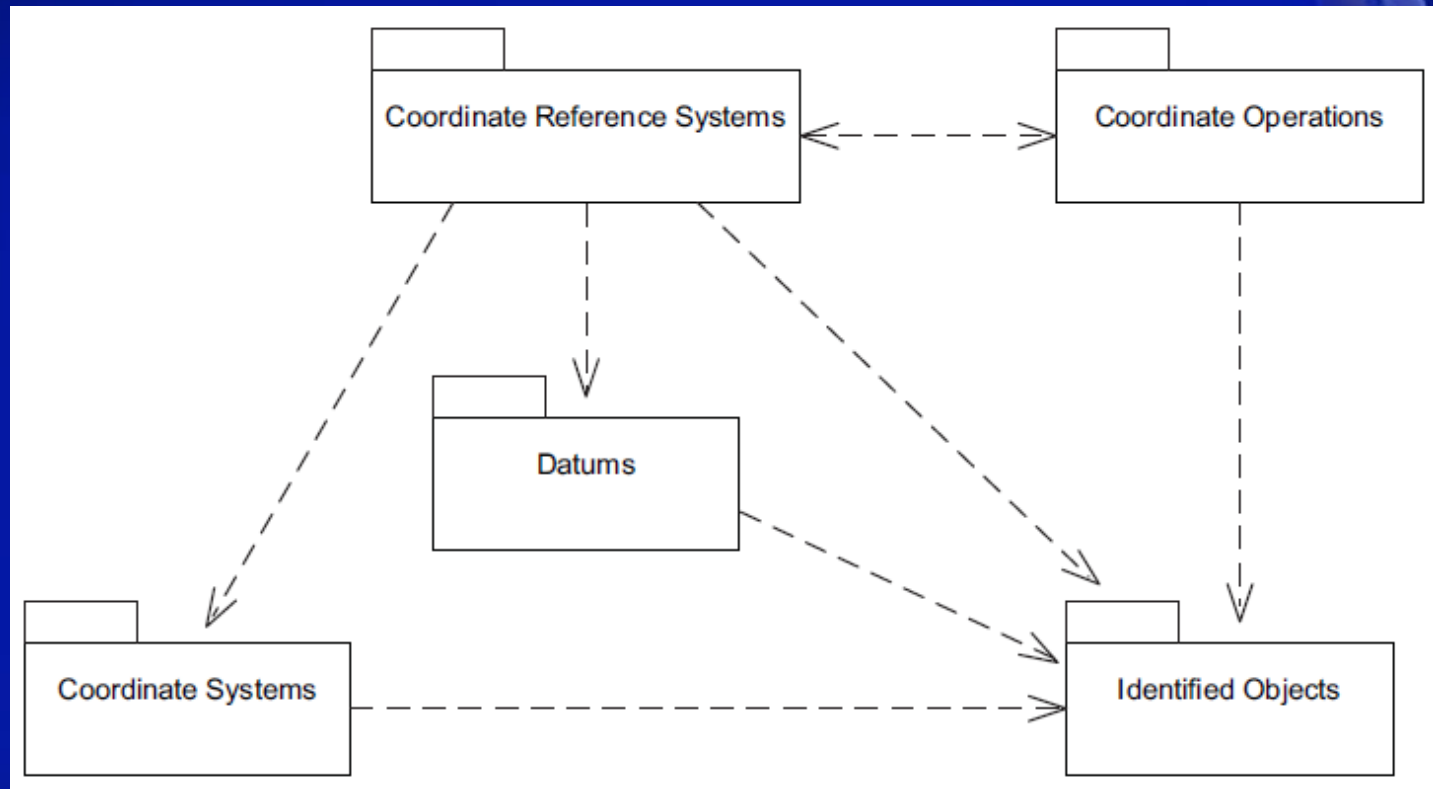 Coordinate Reference Systems
Coordinate Operations
Datums
Coordinate Systems
Identified Objects